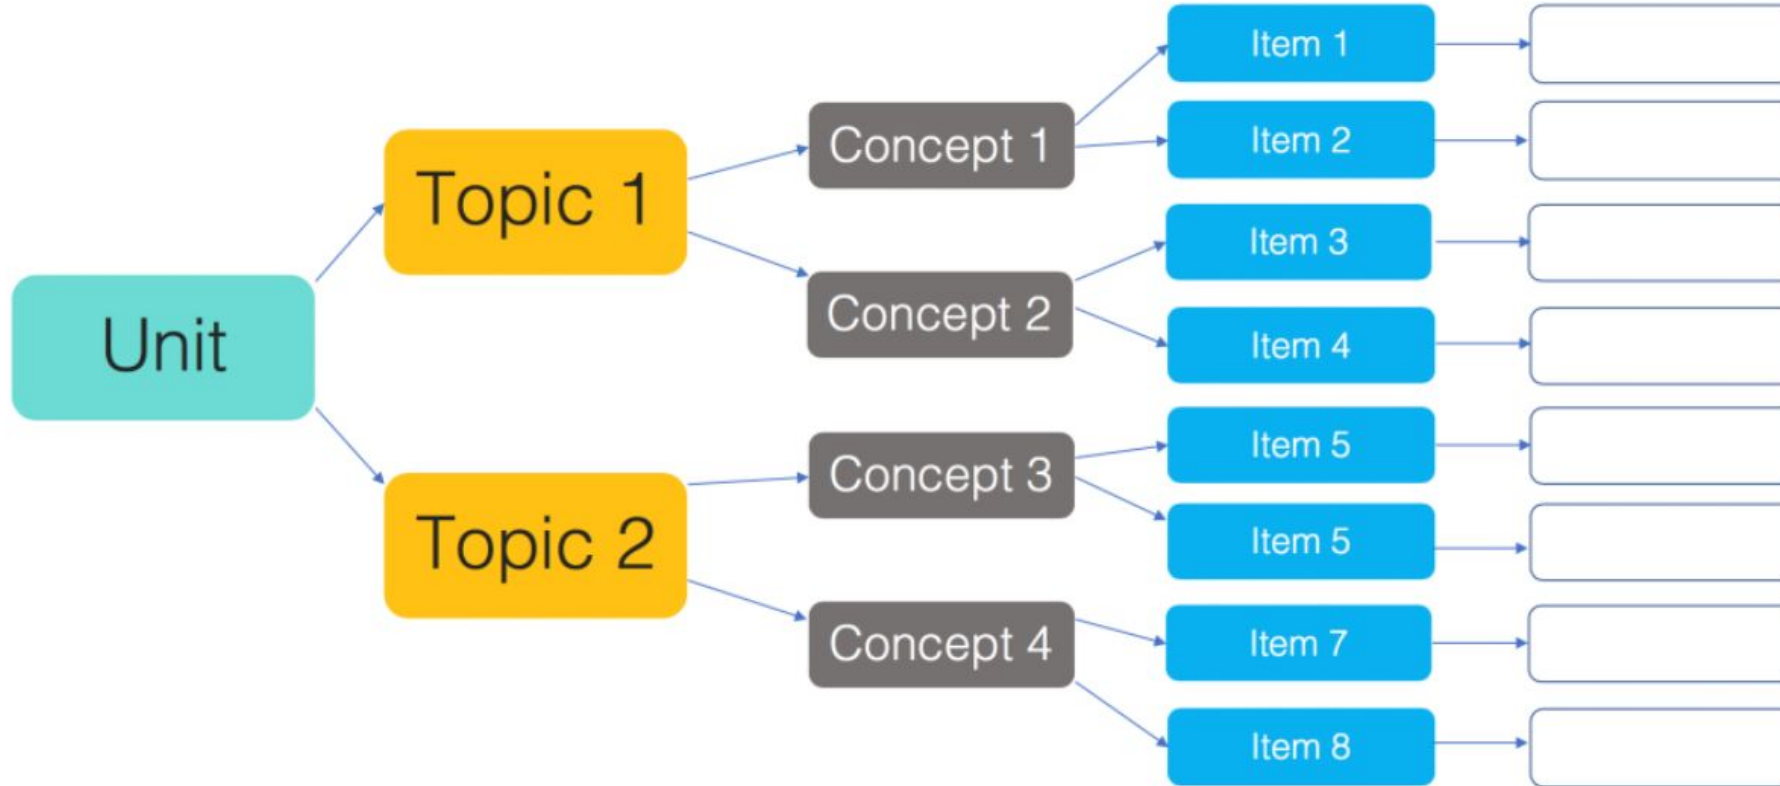 Unit
Topic 1
Topic 2
Concept 1
Concept 2
Concept 3
Concept 4
Item 1
Item 2
Item 3
Item 4
Item 5
Item 5
Item 7
Item 8